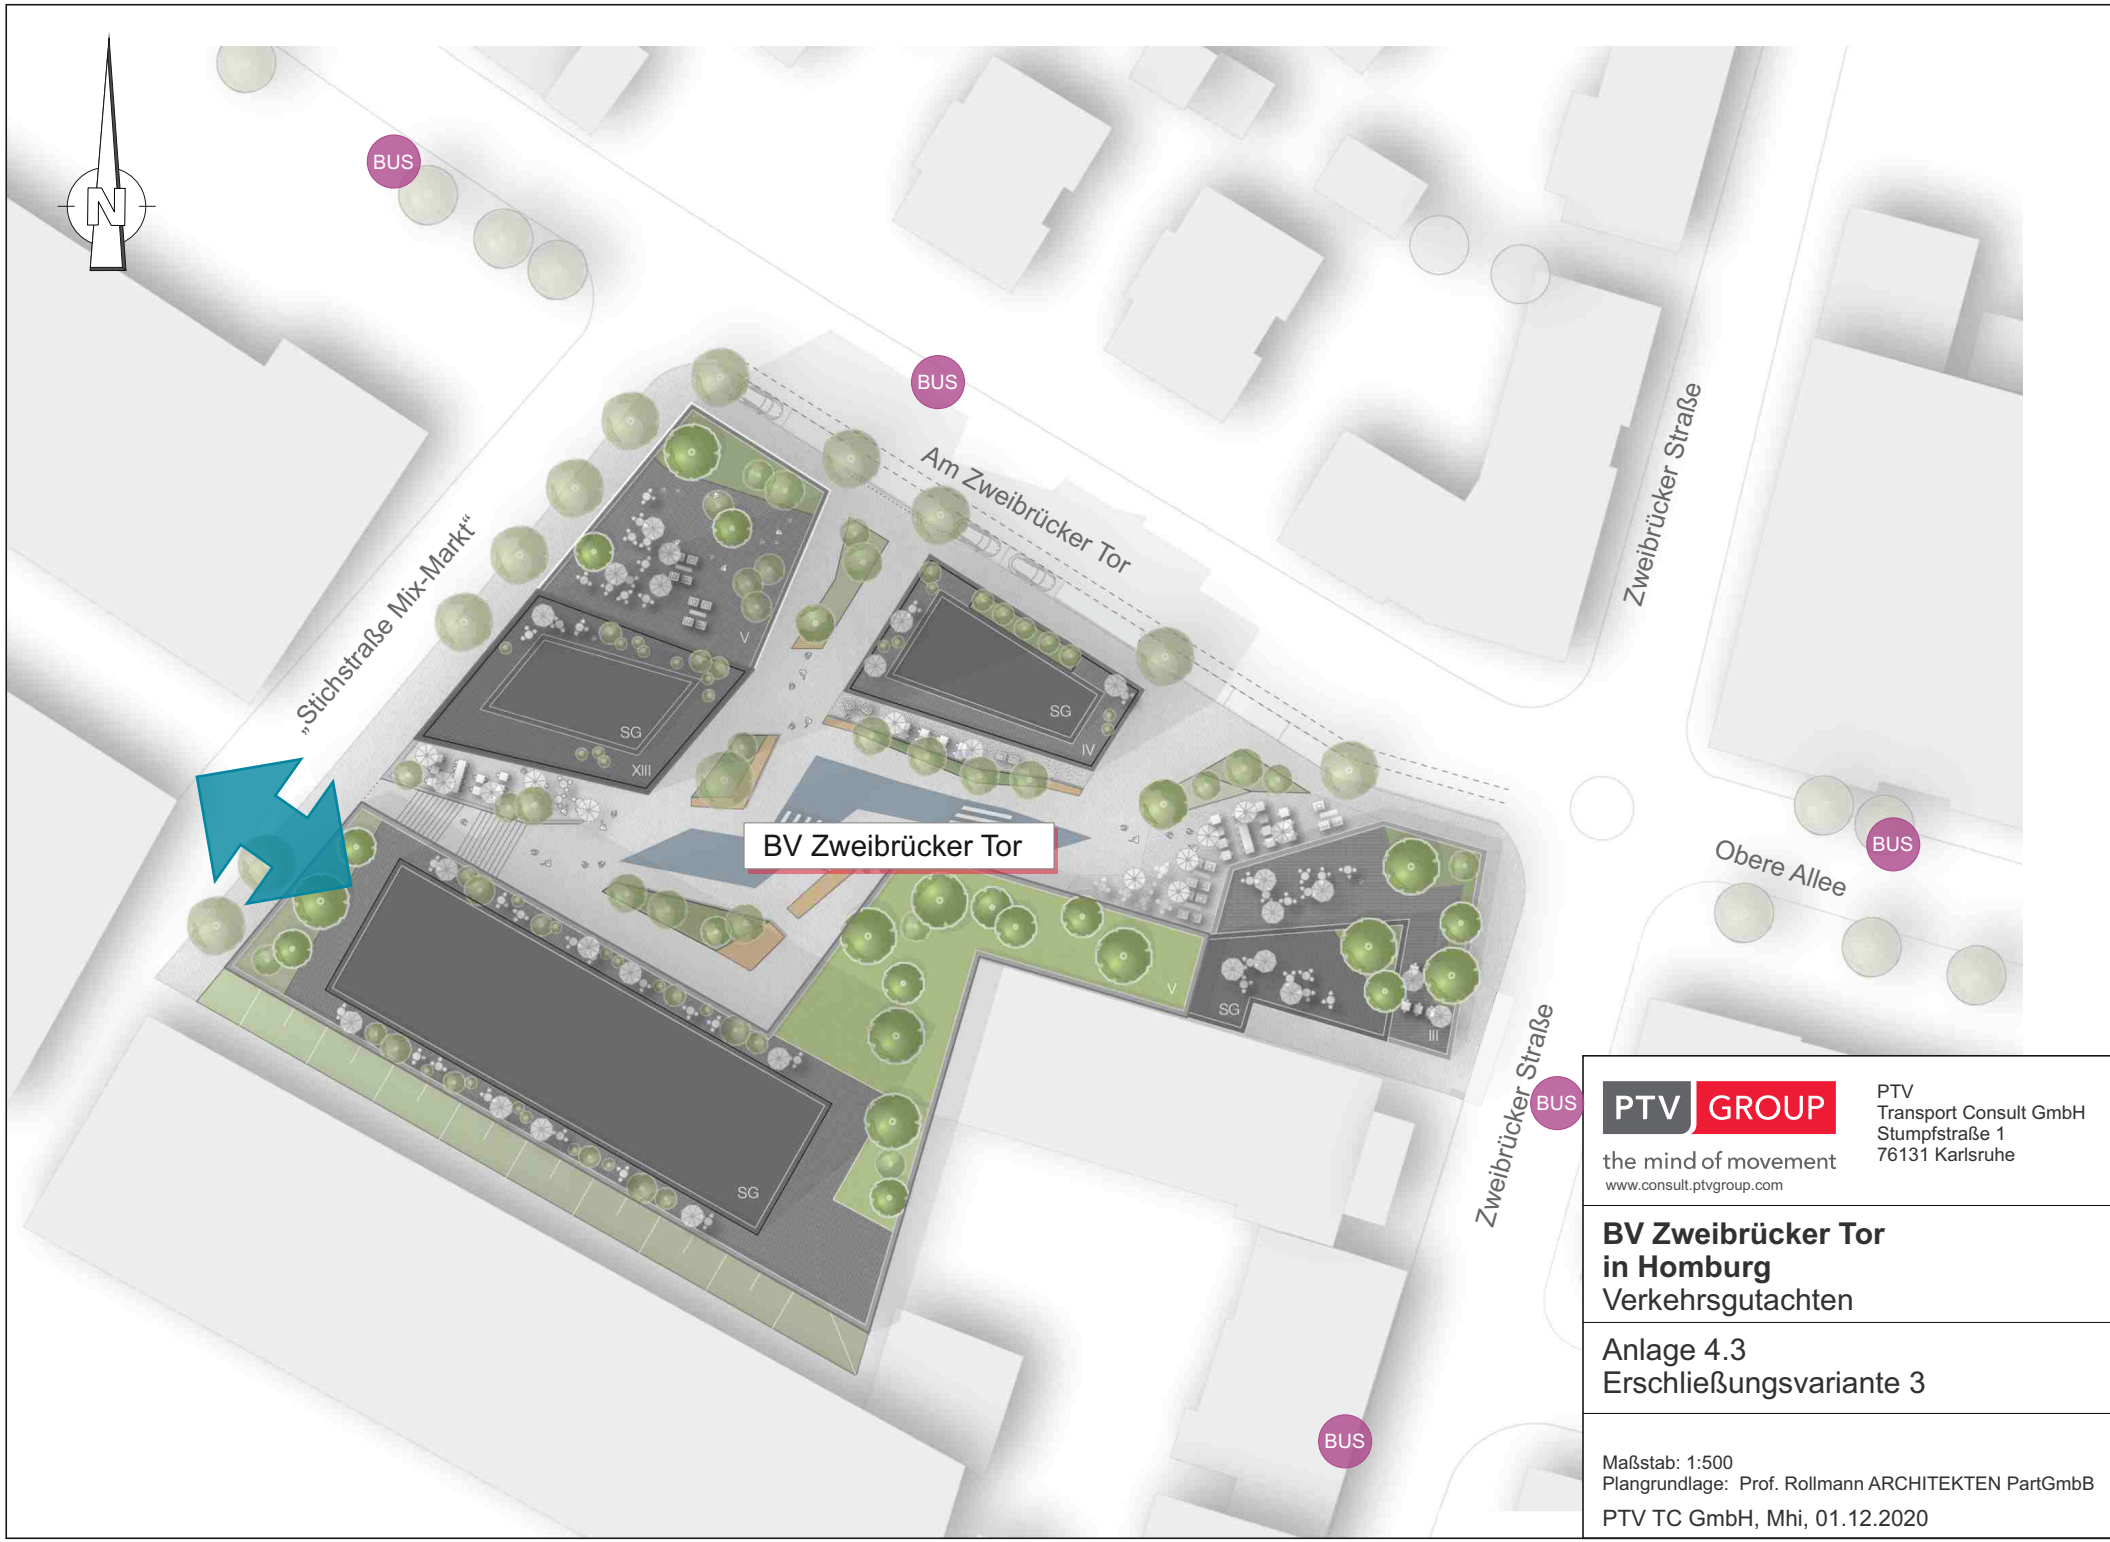 N
BUS
BUS
Am Zweibrücker Tor
Zweibrücker Straße
„Stichstraße Mix-Markt“
V
SG
XIII
SG
IV
BV Zweibrücker Tor
Obere Allee
BUS
V
SG
III
SG
Zweibrücker Straße
BUS
BUS
PTV GROUP
the mind of movement
www.consult.ptvgroup.com
PTV
Transport Consult GmbH
Stumpfstraße 1
76131 Karlsruhe
BV Zweibrücker Tor
in Homburg
Verkehrsgutachten
Anlage 4.3
Erschließungsvariante 3
Maßstab: 1:500
Plangrundlage: Prof. Rollmann ARCHITEKTEN PartGmbB
PTV TC GmbH, Mhi, 01.12.2020